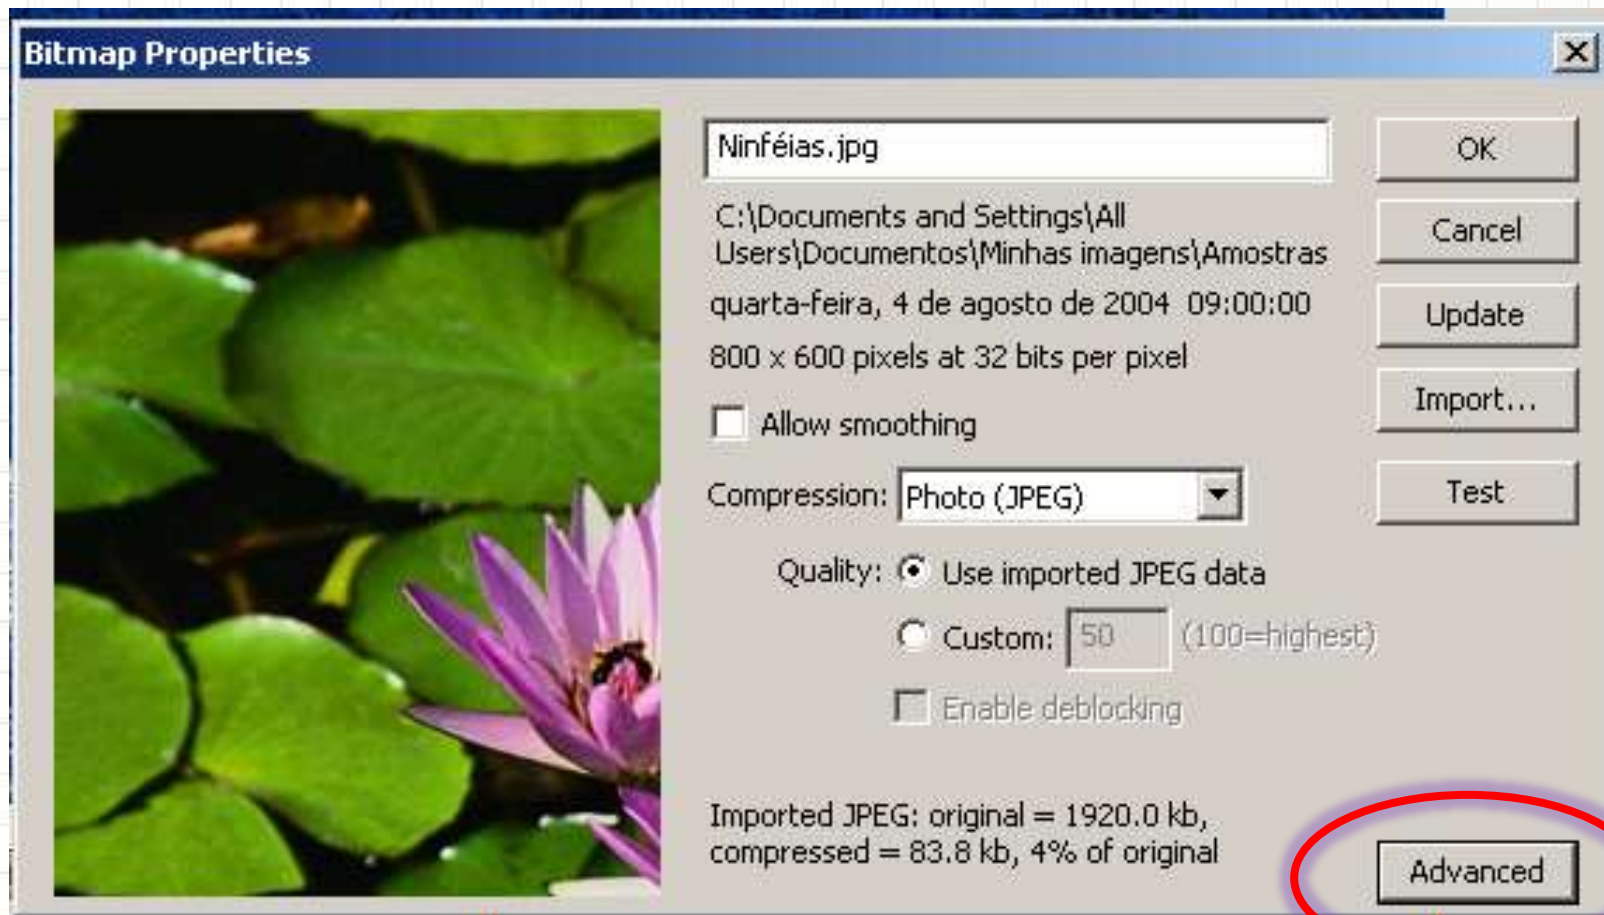 Bitmap Properties
Ninféias.jpg
OK
C:\Documents and Settings\All
Users\Documentos\Minhas imagens\Amostras
Cancel
quarta-feira, 4 de agosto de 2004 09:00:00
Update
800 x 600 pixels at 32 bits per pixel
Import...
Allow smoothing
Compression: Photo (JPEG)
Test
Quality: Use imported JPEG data
Custom: 50 (100=highest)
Enable deblocking
Imported JPEG: original = 1920.0 kb,
compressed = 83.8 kb, 4% of original
Advanced